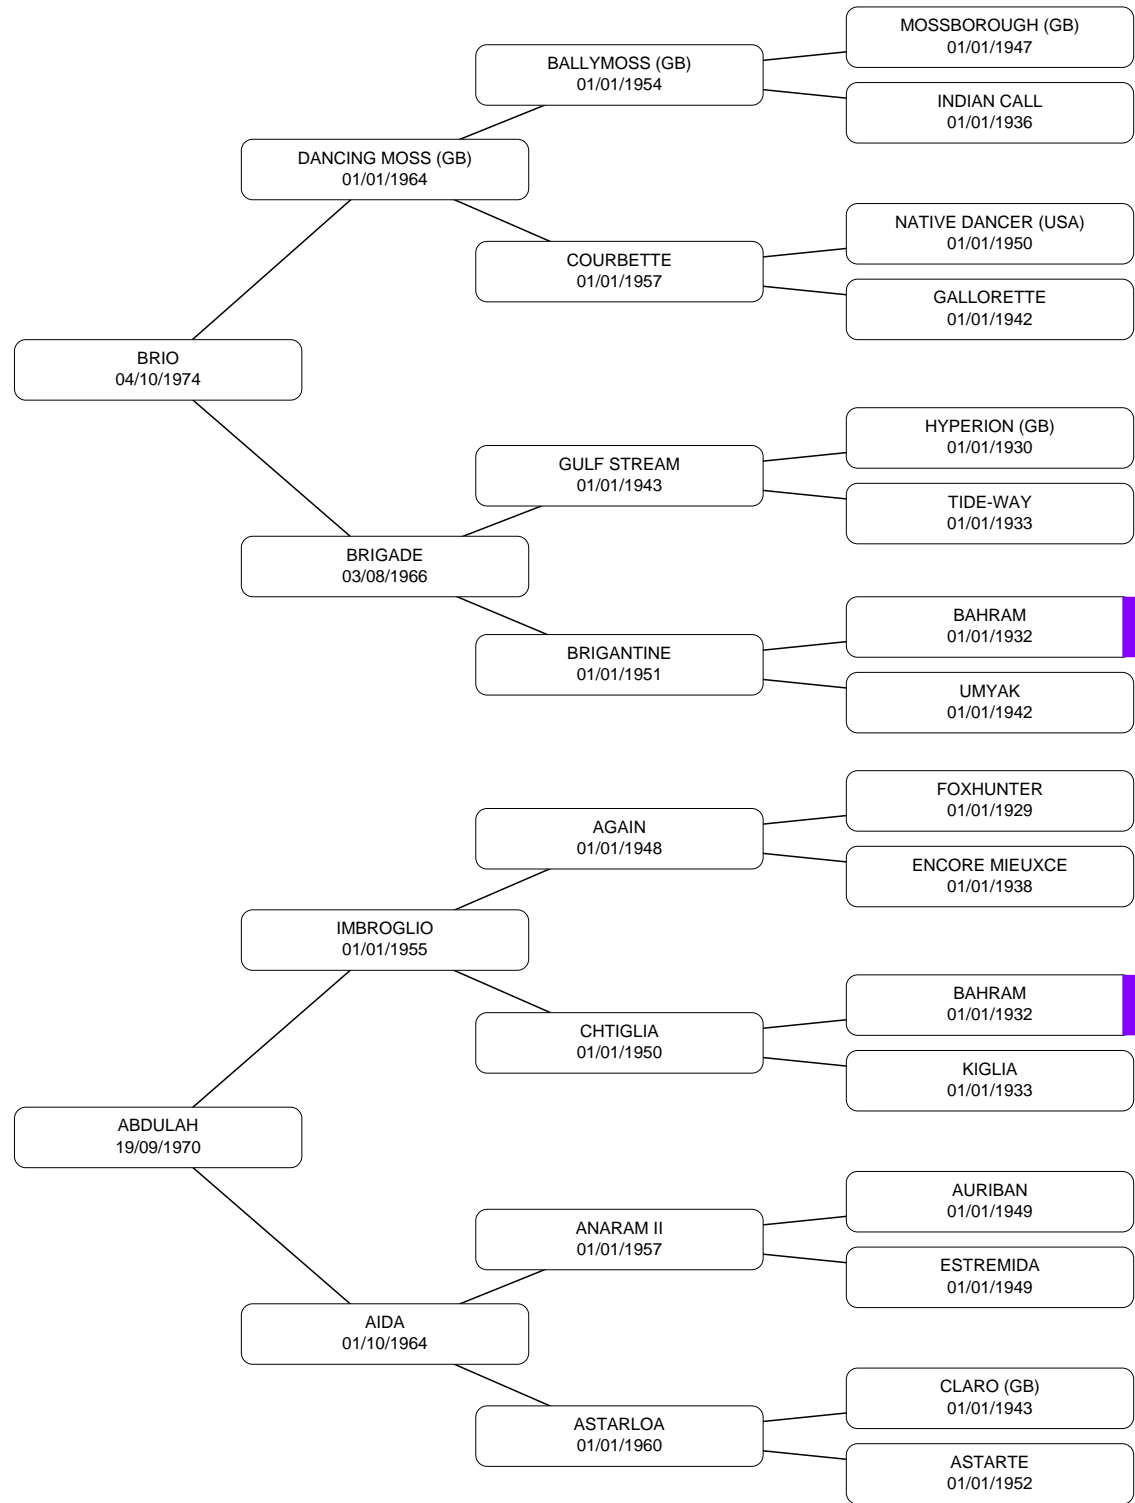 MOSSBOROUGH (GB)
01/01/1947
BALLYMOSS (GB)
01/01/1954
INDIAN CALL
01/01/1936
DANCING MOSS (GB)
01/01/1964
NATIVE DANCER (USA)
01/01/1950
COURBETTE
01/01/1957
GALLORETTE
01/01/1942
BRIO
04/10/1974
HYPERION (GB)
01/01/1930
GULF STREAM
01/01/1943
TIDE-WAY
01/01/1933
BRIGADE
03/08/1966
BAHRAM
01/01/1932
BRIGANTINE
01/01/1951
UMYAK
01/01/1942
FOXHUNTER
01/01/1929
AGAIN
01/01/1948
ENCORE MIEUXCE
01/01/1938
IMBROGLIO
01/01/1955
BAHRAM
01/01/1932
CHTIGLIA
01/01/1950
KIGLIA
01/01/1933
ABDULAH
19/09/1970
AURIBAN
01/01/1949
ANARAM II
01/01/1957
ESTREMIDA
01/01/1949
AIDA
01/10/1964
CLARO (GB)
01/01/1943
ASTARLOA
01/01/1960
ASTARTE
01/01/1952